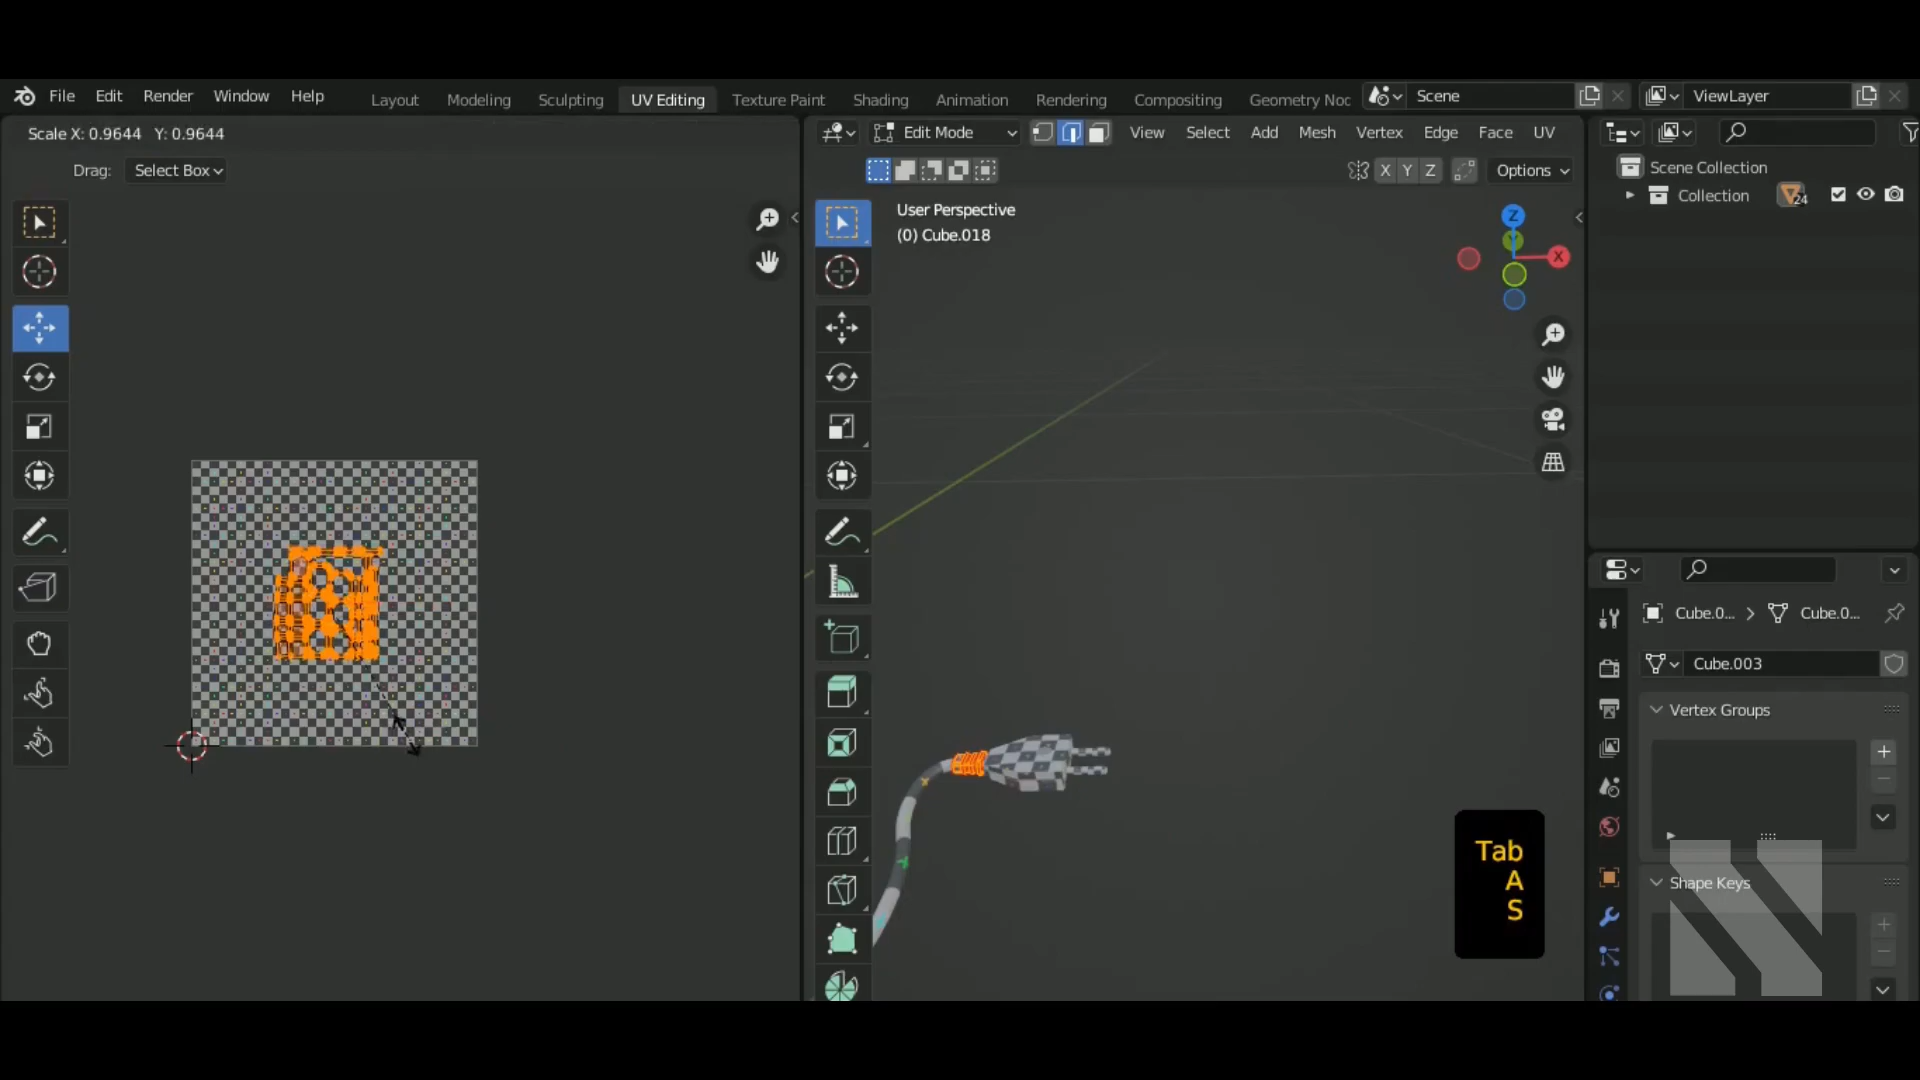 File Edit Render Window Help Layout Modeling Sculpting UV Editing Texture Paint Shading Animation Rendering Compositing Geometry Noc Scene ViewLayer
Scale X: 0.9644 Y: 0.9644
Edit Mode View Select Add Mesh Vertex Edge Face UV
Drag: Select Box
X Y Z Options
Scene Collection
Collection 24
User Perspective
(0) Cube.018
Z
Y
X
Cube.0... Cube.0...
Cube.003
Vertex Groups
Shape Keys
Tab
A
S